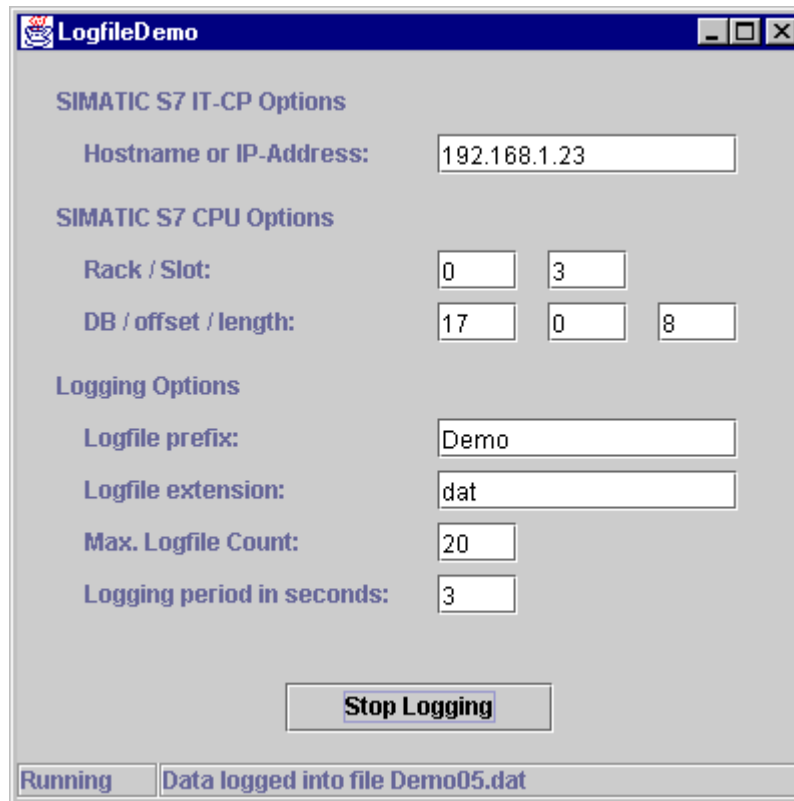 LogfileDemo
SIMATIC S7 IT-CP Options
Hostname or IP-Address: 192.168.1.23
SIMATIC S7 CPU Options
Rack / Slot: 0 3
DB / offset / length: 17 0 8
Logging Options
Logfile prefix: Demo
Logfile extension: dat
Max. Logfile Count: 20
Logging period in seconds: 3
Stop Logging
Running Data logged into file Demo05.dat